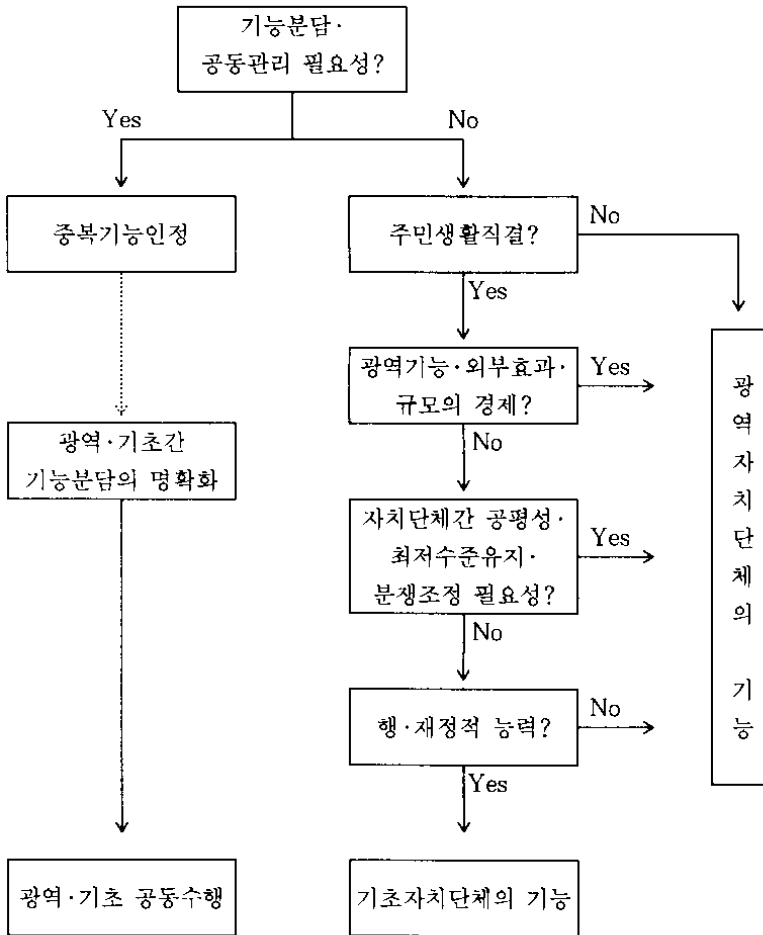 기능분담·
공동관리 필요성?
Yes
No
중복기능인정
주민생활직결?
No
Yes
광역기능·외부효과·
규모의 경제?
Yes
No
광역·기초간
기능분담의 명확화
자치단체간 공평성·
최저수준유지·
분쟁조정 필요성?
Yes
No
행·재정적 능력?
No
Yes
광역자치단체의 기능
광역·기초 공동수행
기초자치단체의 기능